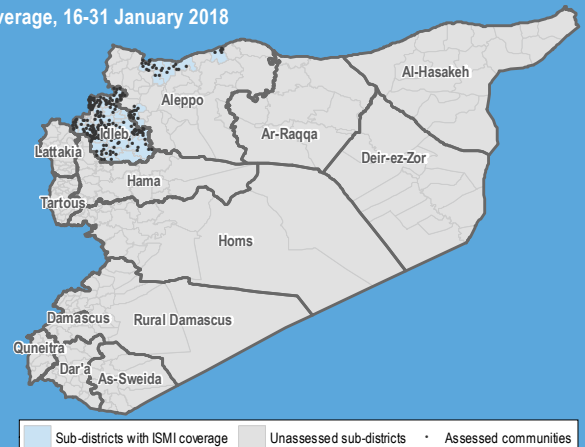 verage, 16-31 January 2018
Al-Hasakeh
Aleppo
Ar-Raqqa
Idleb
Lattakia
Deir-ez-Zor
Hama
Tartous
Homs
Damascus
Rural Damascus
Quneitra
Dar'a
As-Sweida
Sub-districts with ISMI coverage
Unassessed sub-districts
Assessed communities